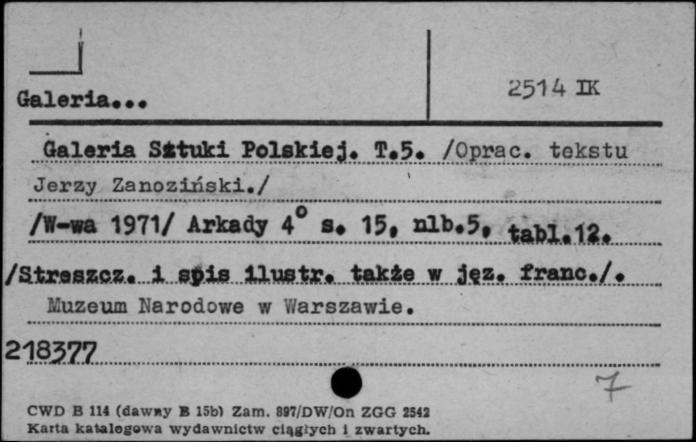 2514 IK
Galeria...
Galeria Sztuki Polskiej. T.5. /Oprac. tekstu
Jerzy Zanoziński./
/W-wa 1971/ Arkady 4° s. 15, nlb.5, tabl.12.
/Streszcz. i spis ilustr. także w jęz. franc./.
Muzeum Narodowe w Warszawie.
218377
7
CWD B 114 (dawny B 15b) Zam. 897/DW/On ZGG 2542
Karta katalogowa wydawnictw ciągłych i zwartych.